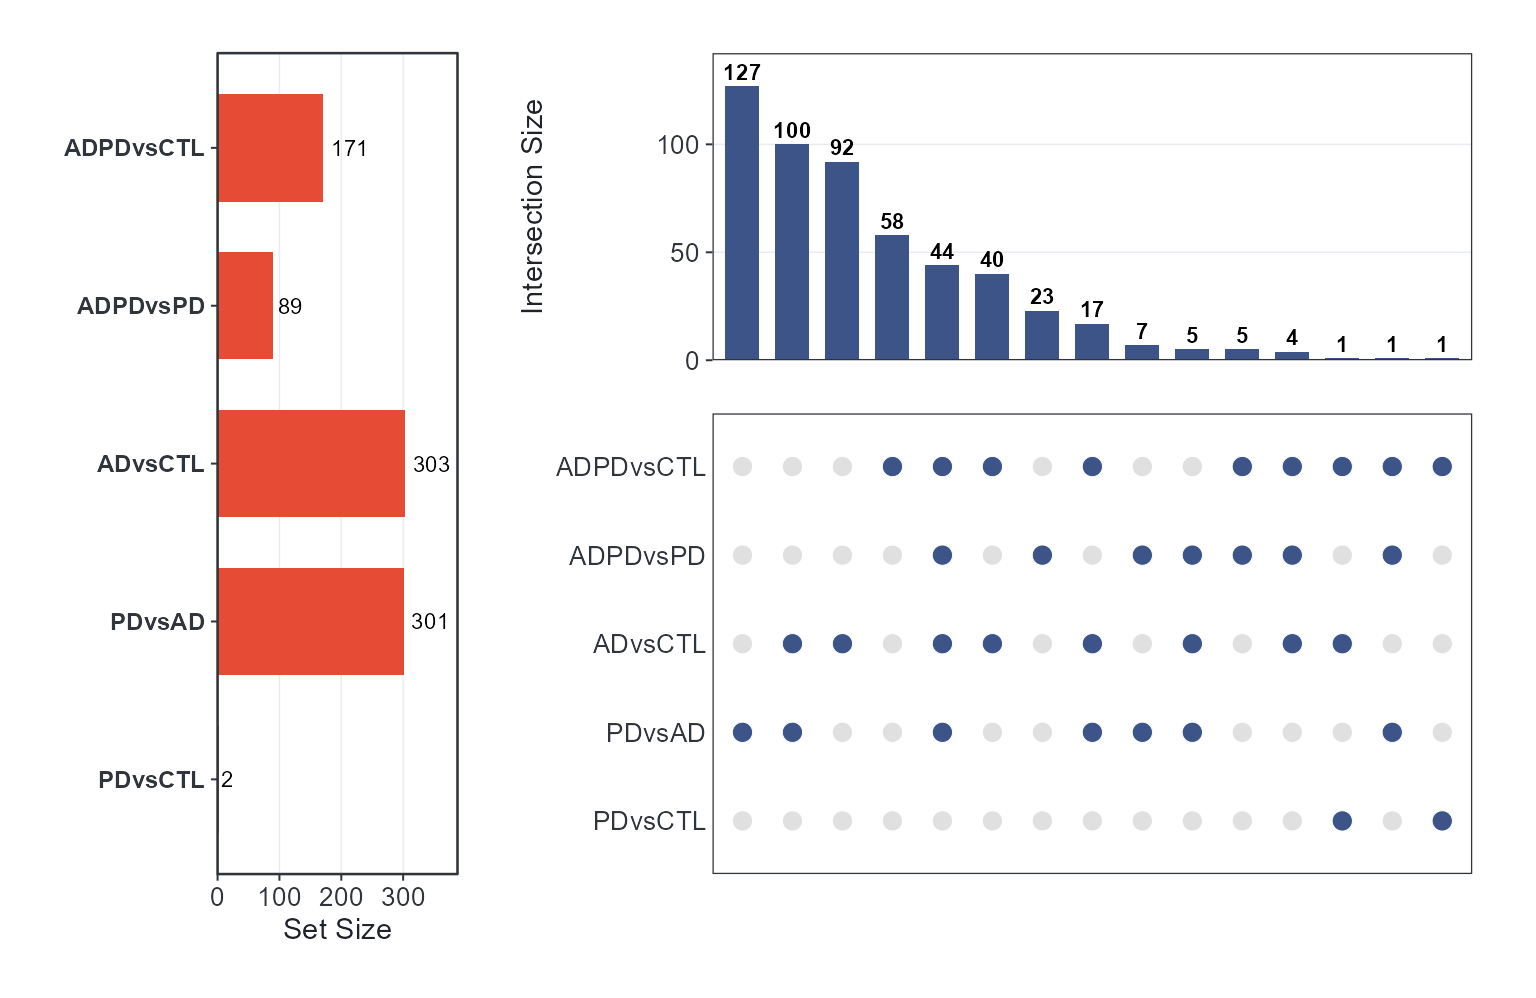 ADPDvsCTL
171
ADPDvsPD
89
ADvsCTL
303
PDvsAD
301
PDvsCTL
2
0 100 200 300
Set Size
Intersection Size
100
50
0
127 100 92 58 44 40 23 17 7 5 5 4 1 1 1
ADPDvsCTL
ADPDvsPD
ADvsCTL
PDvsAD
PDvsCTL